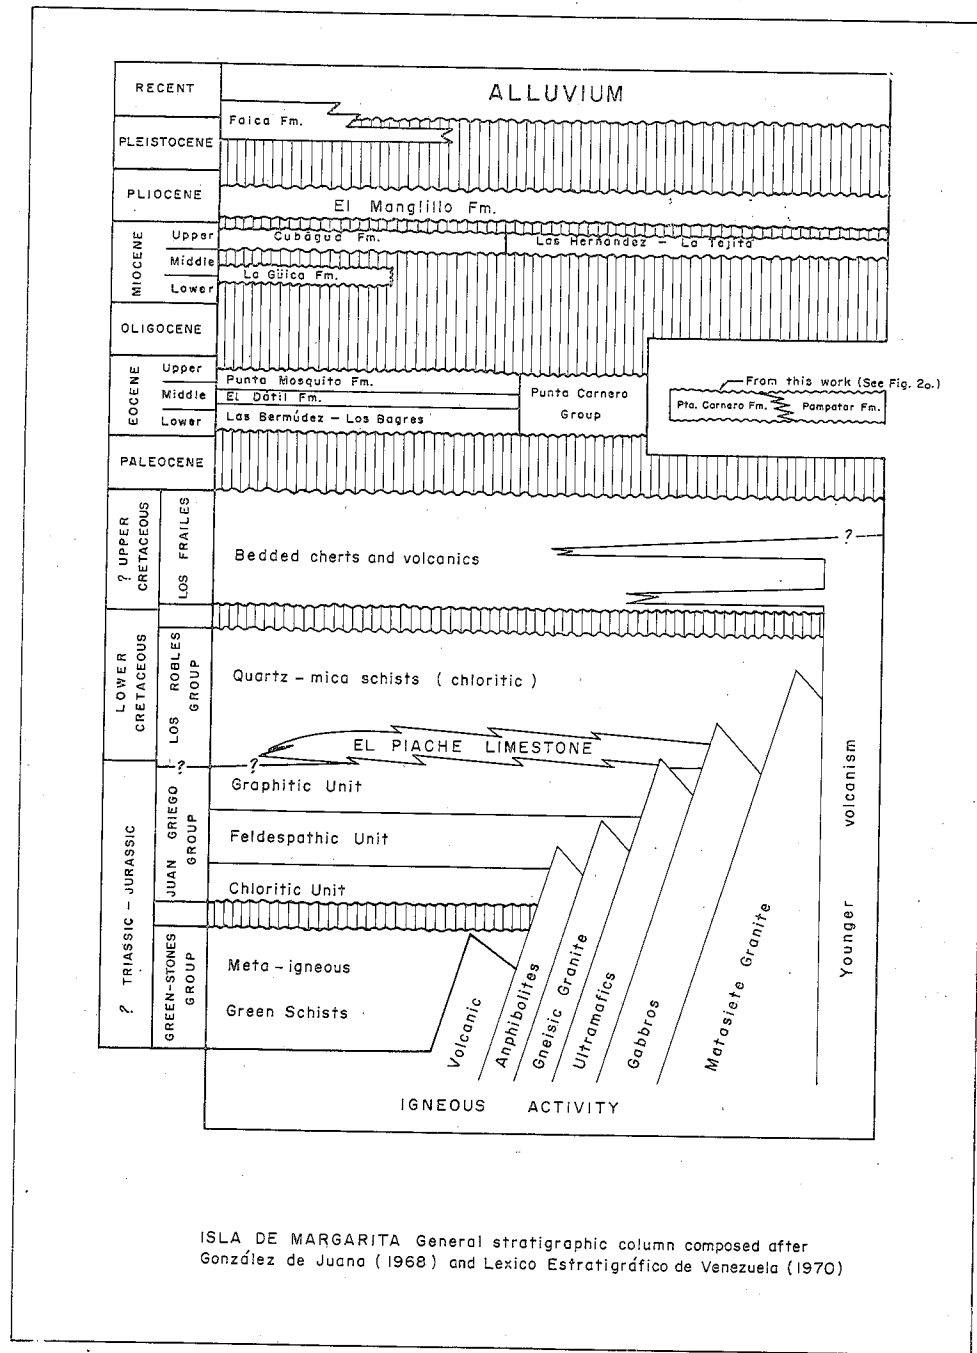 RECENT
ALLUVIUM
Falca Fm.
PLEISTOCENE
PLIOCENE
El Manglillo Fm.
MIOCENE
Upper
Cubágua Fm.
Las Hernández - La Tejita
Middle
La Güica Fm.
Lower
OLIGOCENE
EOCENE
Upper
Punta Mosquito Fm.
Middle
El Dátil Fm.
Lower
Las Bermúdez - Los Bagres
Punta Carnero
Group
From this work (See Fig. 2a.)
Pta. Carnero Fm.
Pampatar Fm.
PALEOCENE
? UPPER
CRETACEOUS
LOS FRAILES
Bedded cherts and volcanics
?
LOWER
CRETACEOUS
LOS ROBLES
GROUP
Quartz - mica schists ( chloritic )
EL PIACHE LIMESTONE
?
?
? TRIASSIC - JURASSIC
JUAN GRIEGO
GROUP
Graphitic Unit
Feldespathic Unit
Chloritic Unit
GREEN-STONES
GROUP
Meta - igneous
Green Schists
Volcanic
Anphibolites
Gneisic Granite
Ultramafics
Gabbros
Matasiete Granite
Younger volcanism
IGNEOUS ACTIVITY
ISLA DE MARGARITA General stratigraphic column composed after
González de Juana ( 1968 ) and Lexico Estratigráfico de Venezuela ( 1970 )